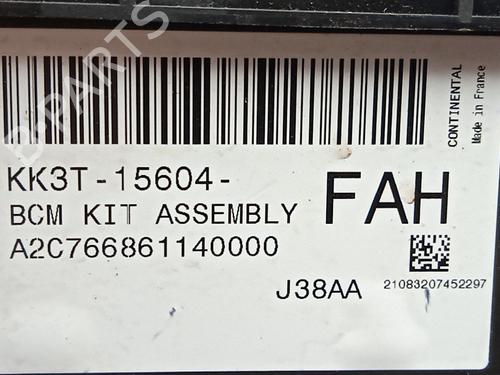 B-PARTS
CONTINENTAL
Made in France
KK3T-15604-
FAH
BCM KIT ASSEMBLY
A2C766861140000
J38AA
21083207452297